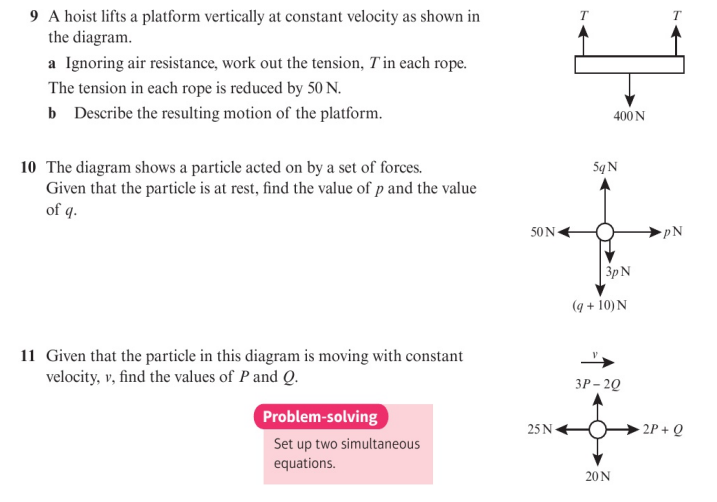 9 A hoist lifts a platform vertically at constant velocity as shown in
the diagram.
a Ignoring air resistance, work out the tension, T in each rope.
The tension in each rope is reduced by 50 N.
b Describe the resulting motion of the platform.
T T
400 N
10 The diagram shows a particle acted on by a set of forces.
Given that the particle is at rest, find the value of p and the value
of q.
5q N
50 N p N
3p N
(q + 10) N
11 Given that the particle in this diagram is moving with constant
velocity, v, find the values of P and Q.
Problem-solving
Set up two simultaneous
equations.
v
3P – 2Q
25 N 2P + Q
20 N